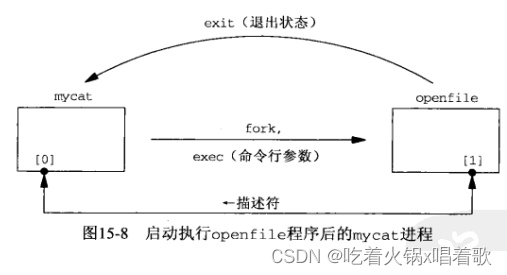 exit（退出状态）
mycat
openfile
fork,
exec（命令行参数）
[0]
[1]
←描述符
图15-8 启动执行openfile程序后的mycat进程
CSDN @吃着火锅x唱着歌